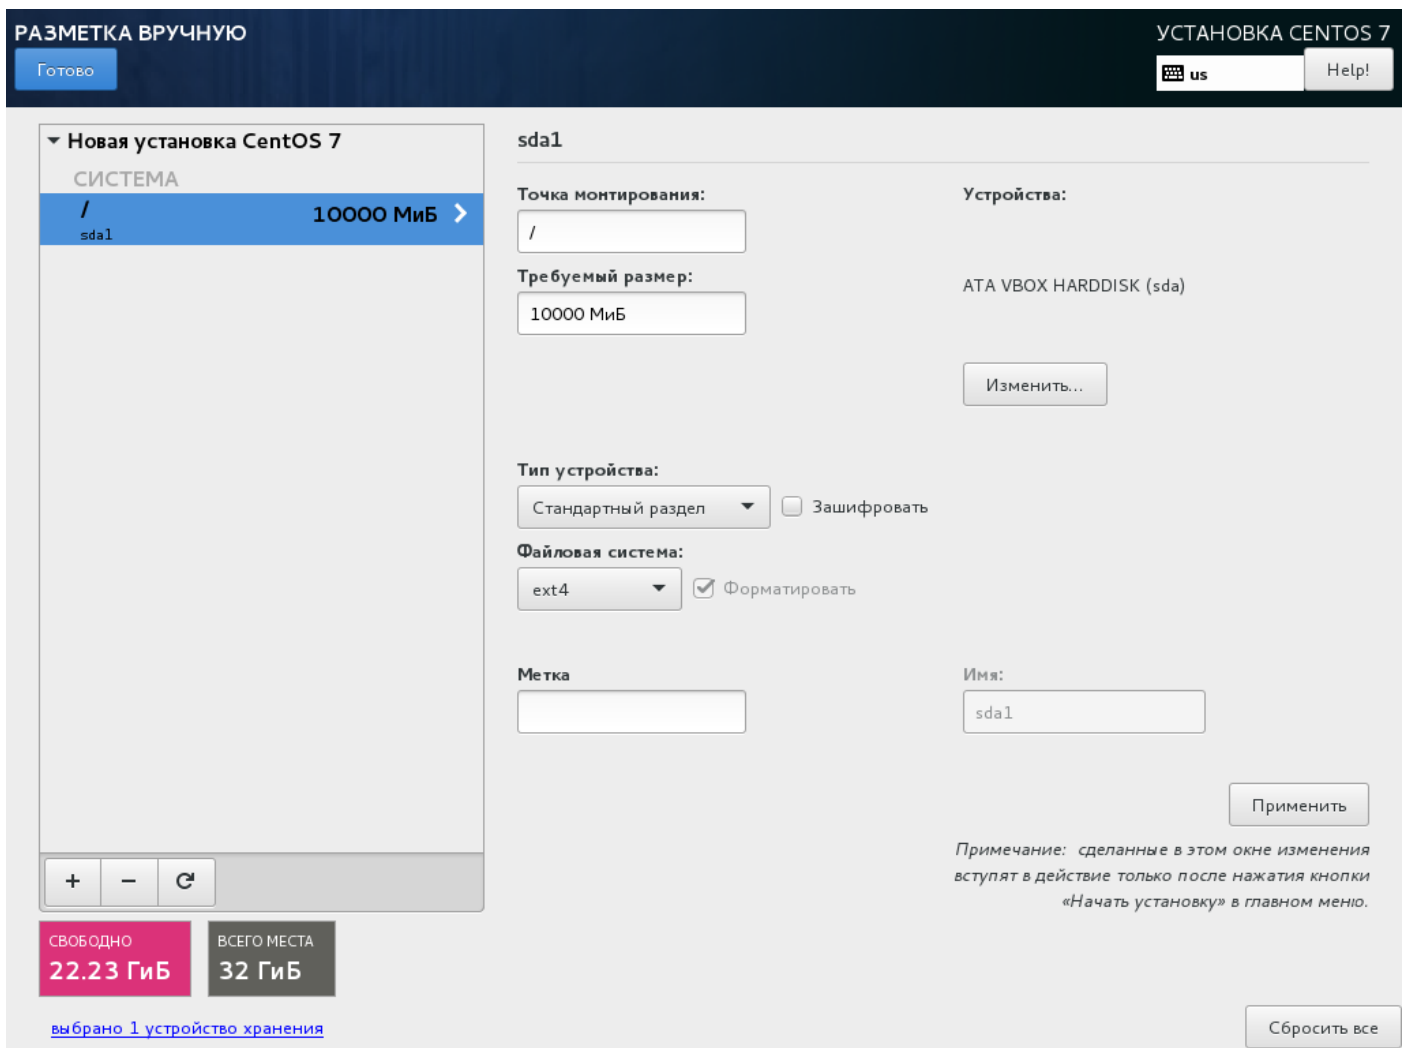 РАЗМЕТКА ВРУЧНУЮ
УСТАНОВКА CENTOS 7
Готово
us
Help!
Новая установка CentOS 7
СИСТЕМА
/
10000 МиБ
sda1
sda1
Точка монтирования:
/
Требуемый размер:
10000 МиБ
Устройства:
ATA VBOX HARDDISK (sda)
Изменить...
Тип устройства:
Стандартный раздел
Зашифровать
Файловая система:
ext4
Форматировать
Метка
Имя:
sda1
Применить
Примечание: сделанные в этом окне изменения
вступят в действие только после нажатия кнопки
«Начать установку» в главном меню.
+
−
СВОБОДНО
22.23 ГиБ
ВСЕГО МЕСТА
32 ГиБ
выбрано 1 устройство хранения
Сбросить все